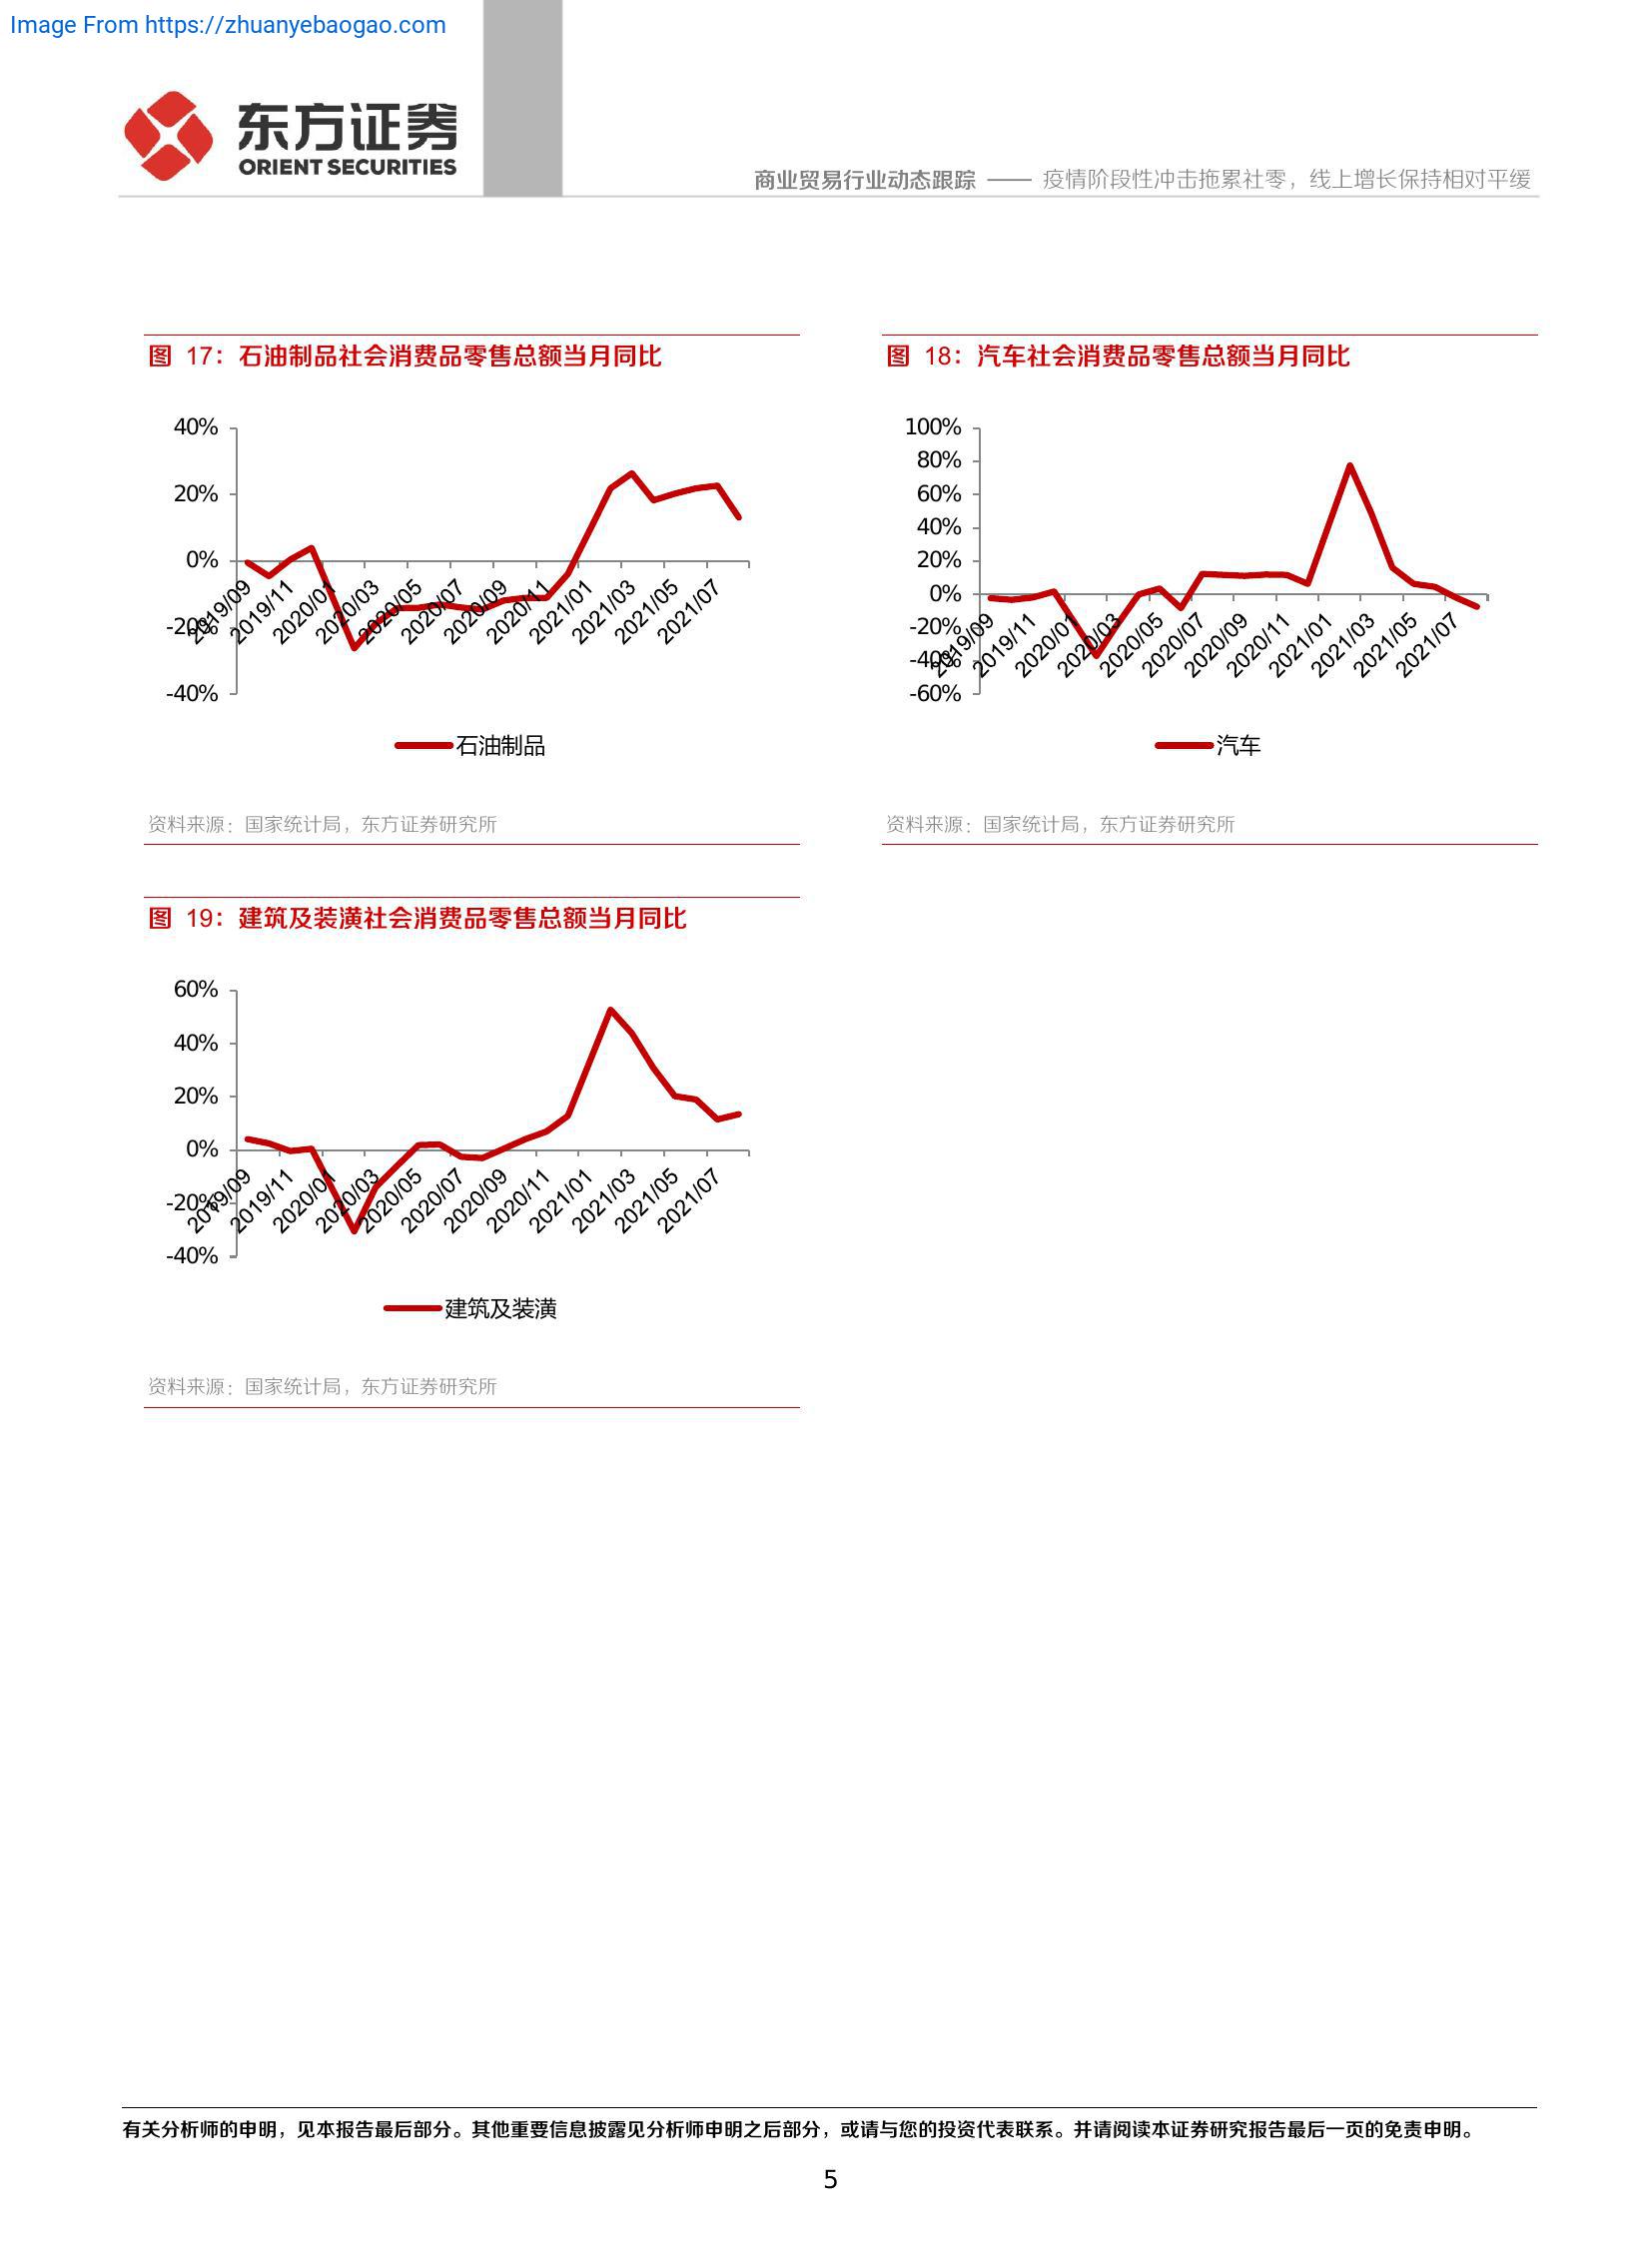 Image From https://zhuanyebaogao.com
东方证券
ORIENT SECURITIES
商业贸易行业动态跟踪 —— 疫情阶段性冲击拖累社零，线上增长保持相对平缓
图 17：石油制品社会消费品零售总额当月同比
40%
20%
0%
-20%
-40%
2019/09 2019/11 2020/01 2020/03 2020/05 2020/07 2020/09 2020/11 2021/01 2021/03 2021/05 2021/07
石油制品
资料来源：国家统计局，东方证券研究所
图 18：汽车社会消费品零售总额当月同比
100%
80%
60%
40%
20%
0%
-20%
-40%
-60%
2019/09 2019/11 2020/01 2020/03 2020/05 2020/07 2020/09 2020/11 2021/01 2021/03 2021/05 2021/07
汽车
资料来源：国家统计局，东方证券研究所
图 19：建筑及装潢社会消费品零售总额当月同比
60%
40%
20%
0%
-20%
-40%
2019/09 2019/11 2020/01 2020/03 2020/05 2020/07 2020/09 2020/11 2021/01 2021/03 2021/05 2021/07
建筑及装潢
资料来源：国家统计局，东方证券研究所
有关分析师的申明，见本报告最后部分。其他重要信息披露见分析师申明之后部分，或请与您的投资代表联系。并请阅读本证券研究报告最后一页的免责申明。
5